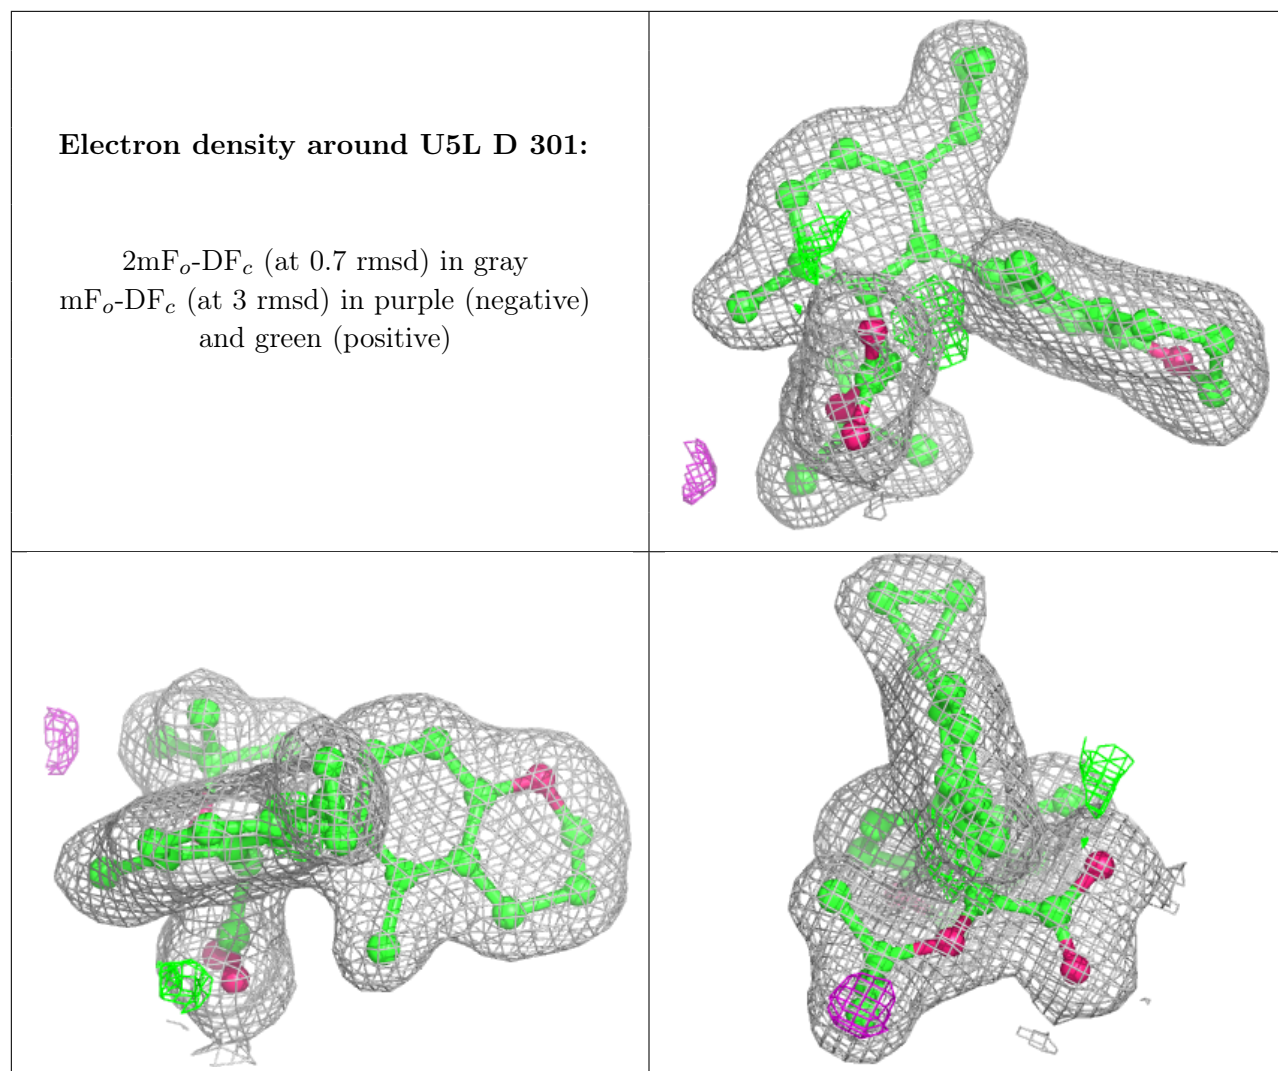 Electron density around U5L D 301:
2mFo-DFc (at 0.7 rmsd) in gray
mFo-DFc (at 3 rmsd) in purple (negative)
and green (positive)